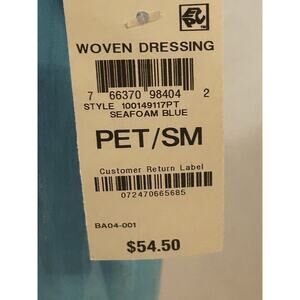 WOVEN DRESSING
7 66370 98404 2
STYLE 100149117PT
SEAFOAM BLUE
PET/SM
Customer Return Label
072470665685
BA04-001
$54.50